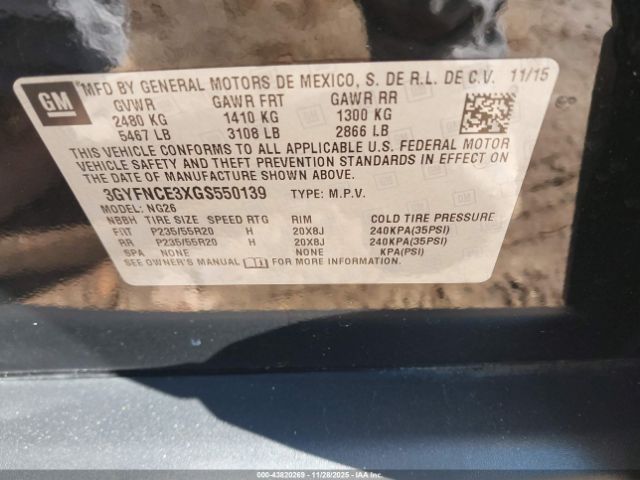 GM
MFD BY GENERAL MOTORS DE MEXICO, S. DE R.L. DE C.V. 11/15
GVWR GAWR FRT GAWR RR
2480 KG 1410 KG 1300 KG
5467 LB 3108 LB 2866 LB
THIS VEHICLE CONFORMS TO ALL APPLICABLE U.S. FEDERAL MOTOR
VEHICLE SAFETY AND THEFT PREVENTION STANDARDS IN EFFECT ON
THE DATE OF MANUFACTURE SHOWN ABOVE.
3GYFNCE3XGS550139 TYPE: M.P.V.
MODEL: NG26
NBBH TIRE SIZE SPEED RTG RIM COLD TIRE PRESSURE
FRT P235/55R20 H 20X8J 240KPA(35PSI)
RR P235/55R20 H 20X8J 240KPA(35PSI)
SPA NONE NONE KPA(PSI)
SEE OWNER'S MANUAL FOR MORE INFORMATION.
000-43820269 - 11/28/2025 - IAAI.COM